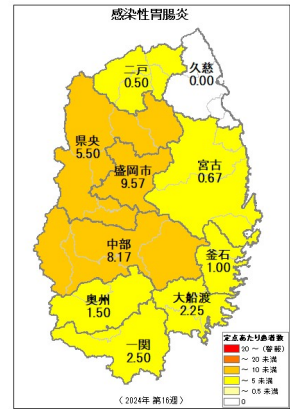 感染性胃腸炎
二戸
0.50
久慈
0.00
県央
5.50
盛岡市
9.57
宮古
0.67
中部
8.17
釜石
1.00
奥州
1.50
大船渡
2.25
一関
2.50
定点あたり患者数
20～（警報）
～ 20 未満
～ 10 未満
～ 5 未満
～ 0.5 未満
0
（ 2024年 第16週）